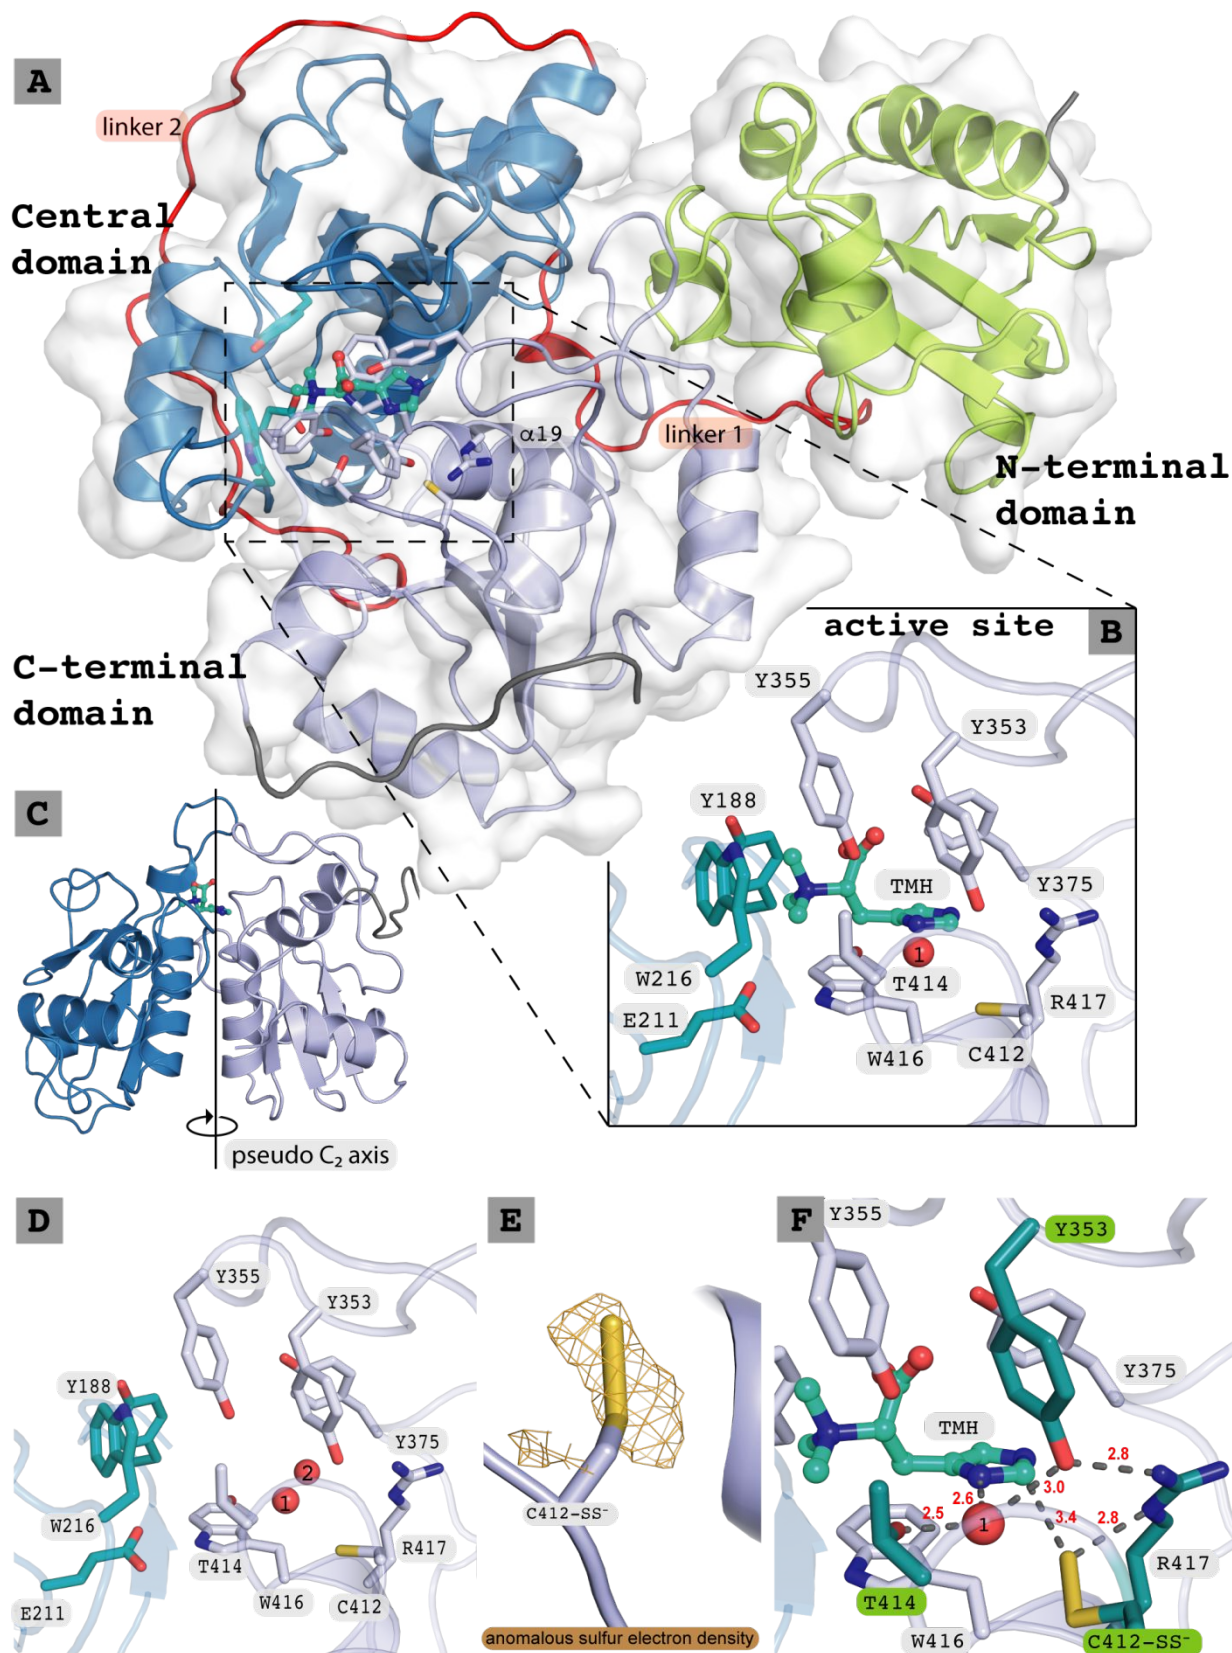 A
linker 2
Central
domain
α19
linker 1
N-terminal
domain
C-terminal
domain
active site
B
Y355
Y353
Y188
TMH
Y375
1
W216
T414
E211
R417
W416
C412
C
pseudo C₂ axis
D
Y355
Y353
Y188
Y375
2
1
W216
T414
R417
E211
W416
C412
E
C412-SS⁻
anomalous sulfur electron density
F
Y355
Y353
Y375
TMH
2.8
3.0
2.6
2.5
3.4
2.8
1
R417
T414
W416
C412-SS⁻